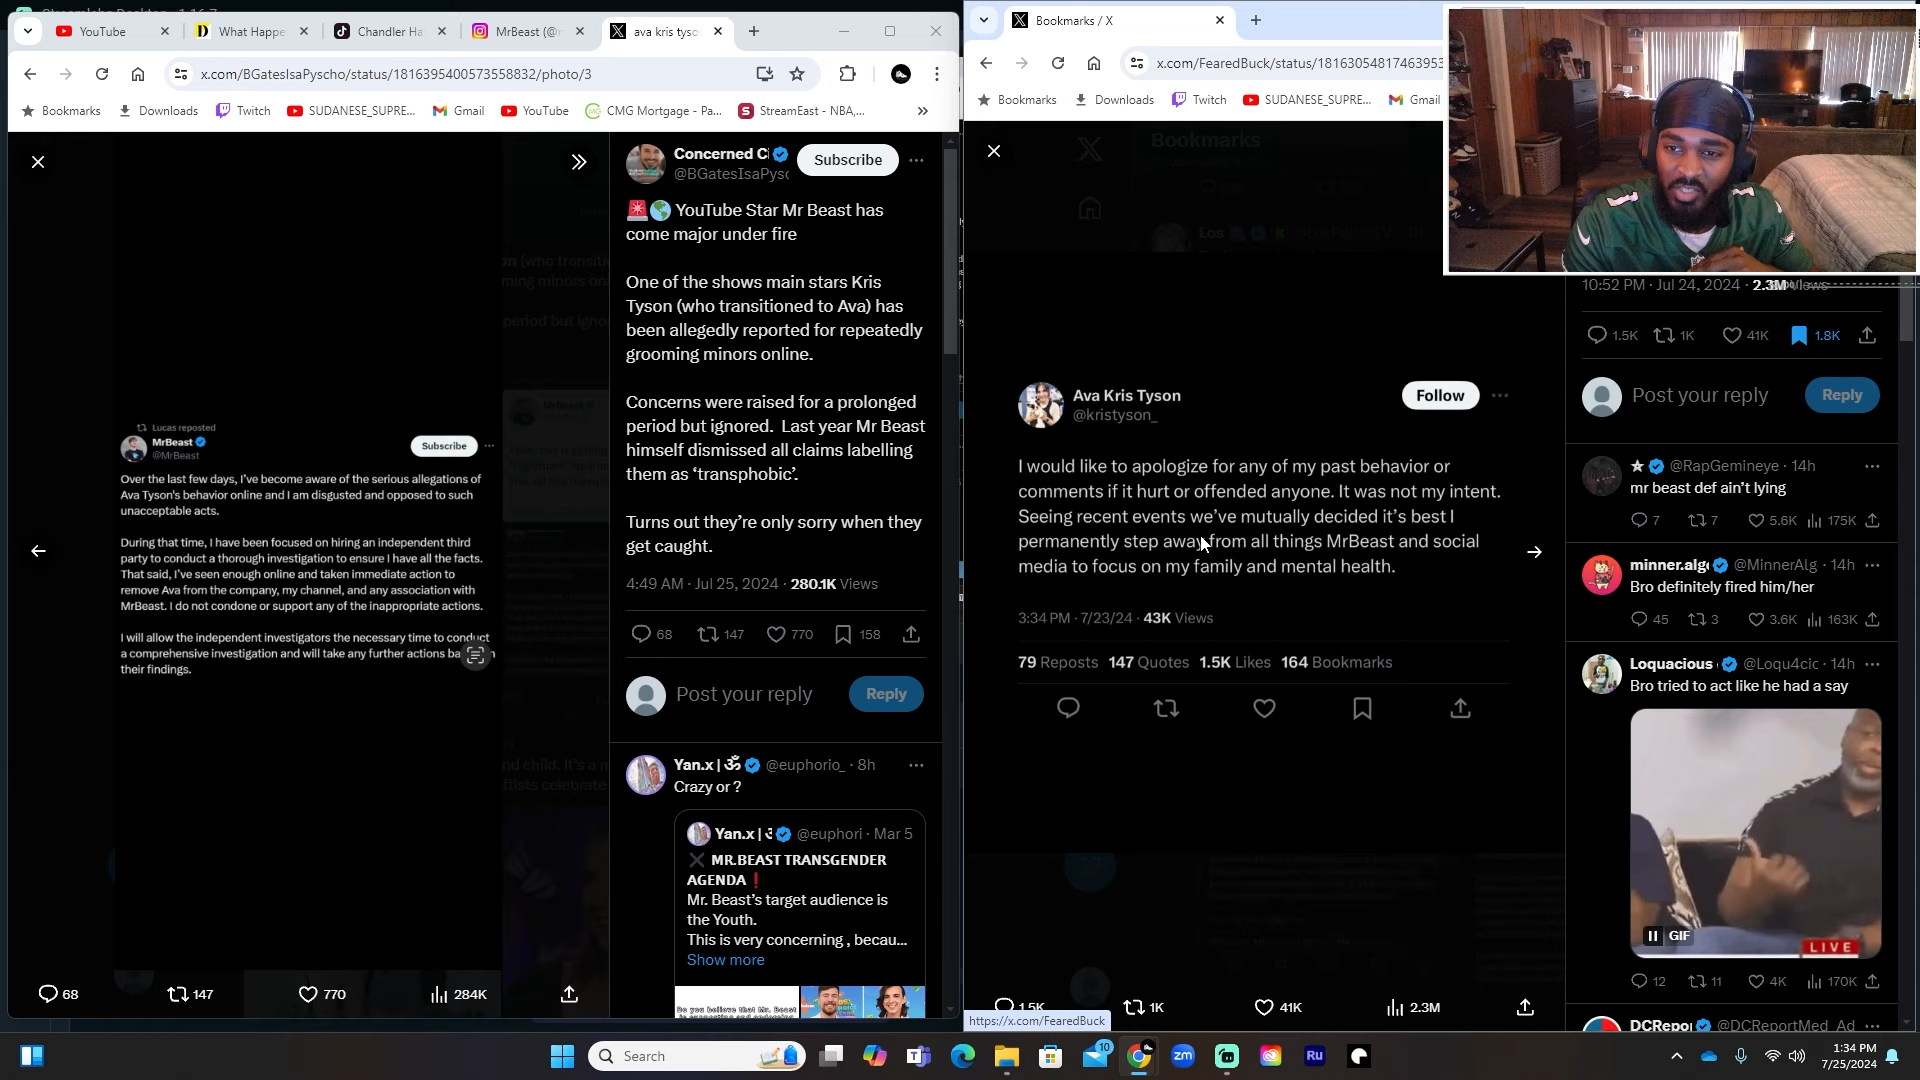 YouTube
What Happe
Chandler Ha
MrBeast (@
ava kris tyso
x.com/BGatesIsaPyscho/status/1816395400573558832/photo/3
Bookmarks
Downloads
Twitch
SUDANESE_SUPRE...
Gmail
YouTube
CMG Mortgage - Pa...
StreamEast - NBA,...
Lucas reposted
MrBeast
@MrBeast
Subscribe
Over the last few days, I've become aware of the serious allegations of
Ava Tyson's behavior online and I am disgusted and opposed to such
unacceptable acts.
During that time, I have been focused on hiring an independent third
party to conduct a thorough investigation to ensure I have all the facts.
That said, I've seen enough online and taken immediate action to
remove Ava from the company, my channel, and any association with
MrBeast. I do not condone or support any of the inappropriate actions.
I will allow the independent investigators the necessary time to conduct
a comprehensive investigation and will take any further actions ba
their findings.
68
147
770
284K
Concerned Ci
@BGatesIsaPysc
Subscribe
🚨🌎 YouTube Star Mr Beast has
come major under fire
One of the shows main stars Kris
Tyson (who transitioned to Ava) has
been allegedly reported for repeatedly
grooming minors online.
Concerns were raised for a prolonged
period but ignored. Last year Mr Beast
himself dismissed all claims labelling
them as ‘transphobic’.
Turns out they’re only sorry when they
get caught.
4:49 AM · Jul 25, 2024 · 280.1K Views
68
147
770
158
Post your reply
Reply
Yan.x | ॐ @euphorio_ · 8h
Crazy or ?
Yan.x | @euphori · Mar 5
❌ MR.BEAST TRANSGENDER
AGENDA❗
Mr. Beast's target audience is
the Youth.
This is very concerning , becau...
Show more
Do you believe that Mr. Beast
Bookmarks / X
x.com/FearedBuck/status/18163054817463953
Bookmarks
Downloads
Twitch
SUDANESE_SUPRE...
Gmail
Bookmarks
Ava Kris Tyson
@kristyson_
Follow
I would like to apologize for any of my past behavior or
comments if it hurt or offended anyone. It was not my intent.
Seeing recent events we've mutually decided it's best I
permanently step away from all things MrBeast and social
media to focus on my family and mental health.
3:34 PM · 7/23/24 · 43K Views
79 Reposts 147 Quotes 1.5K Likes 164 Bookmarks
1.5K
1K
41K
2.3M
https://x.com/FearedBuck
10:52 PM · Jul 24, 2024 · 2.3M Views
1.5K
1K
41K
1.8K
Post your reply
Reply
@RapGemineye · 14h
mr beast def ain't lying
7
7
5.6K
175K
minner.alg @MinnerAlg · 14h
Bro definitely fired him/her
45
3
3.6K
163K
Loquacious @Loqu4cic · 14h
Bro tried to act like he had a say
GIF
LIVE
12
11
4K
170K
DCRepo @DCReportMed_Ad
Search
10
zm
Ru
1:34 PM
7/25/2024